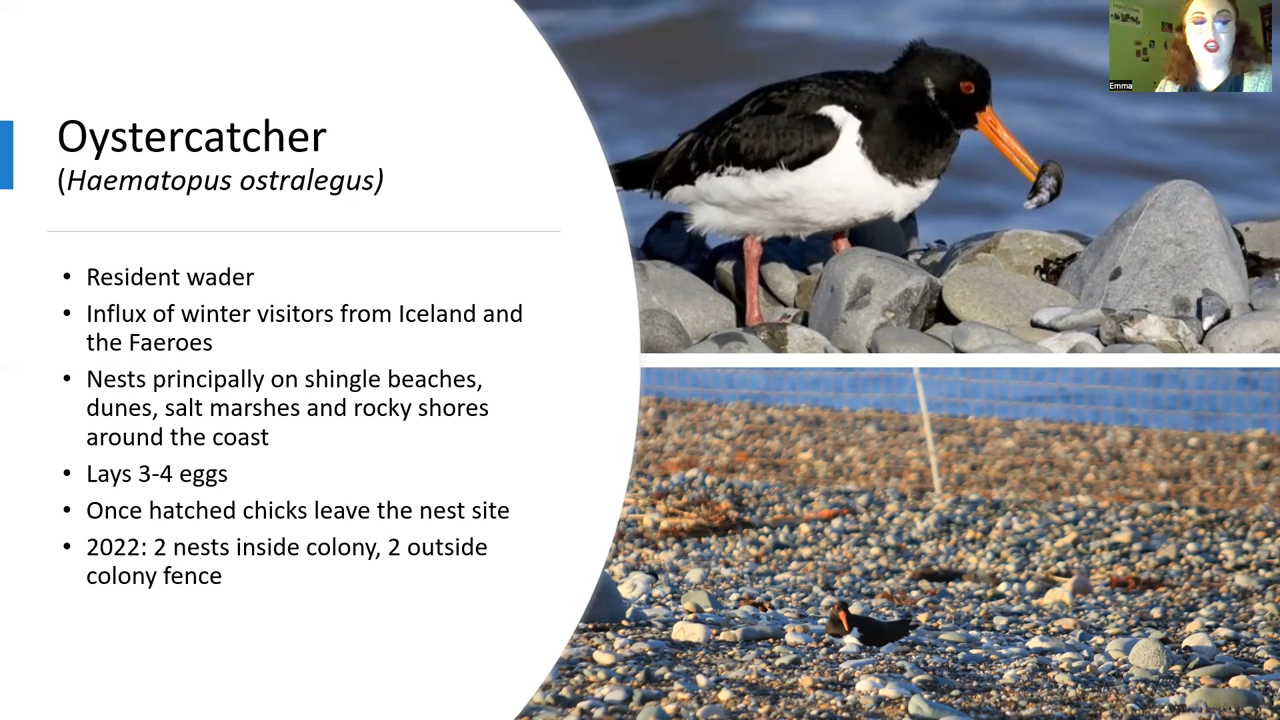 Oystercatcher
(Haematopus ostralegus)
• Resident wader
• Influx of winter visitors from Iceland and
the Faeroes
• Nests principally on shingle beaches,
dunes, salt marshes and rocky shores
around the coast
• Lays 3-4 eggs
• Once hatched chicks leave the nest site
• 2022: 2 nests inside colony, 2 outside
colony fence
Emma